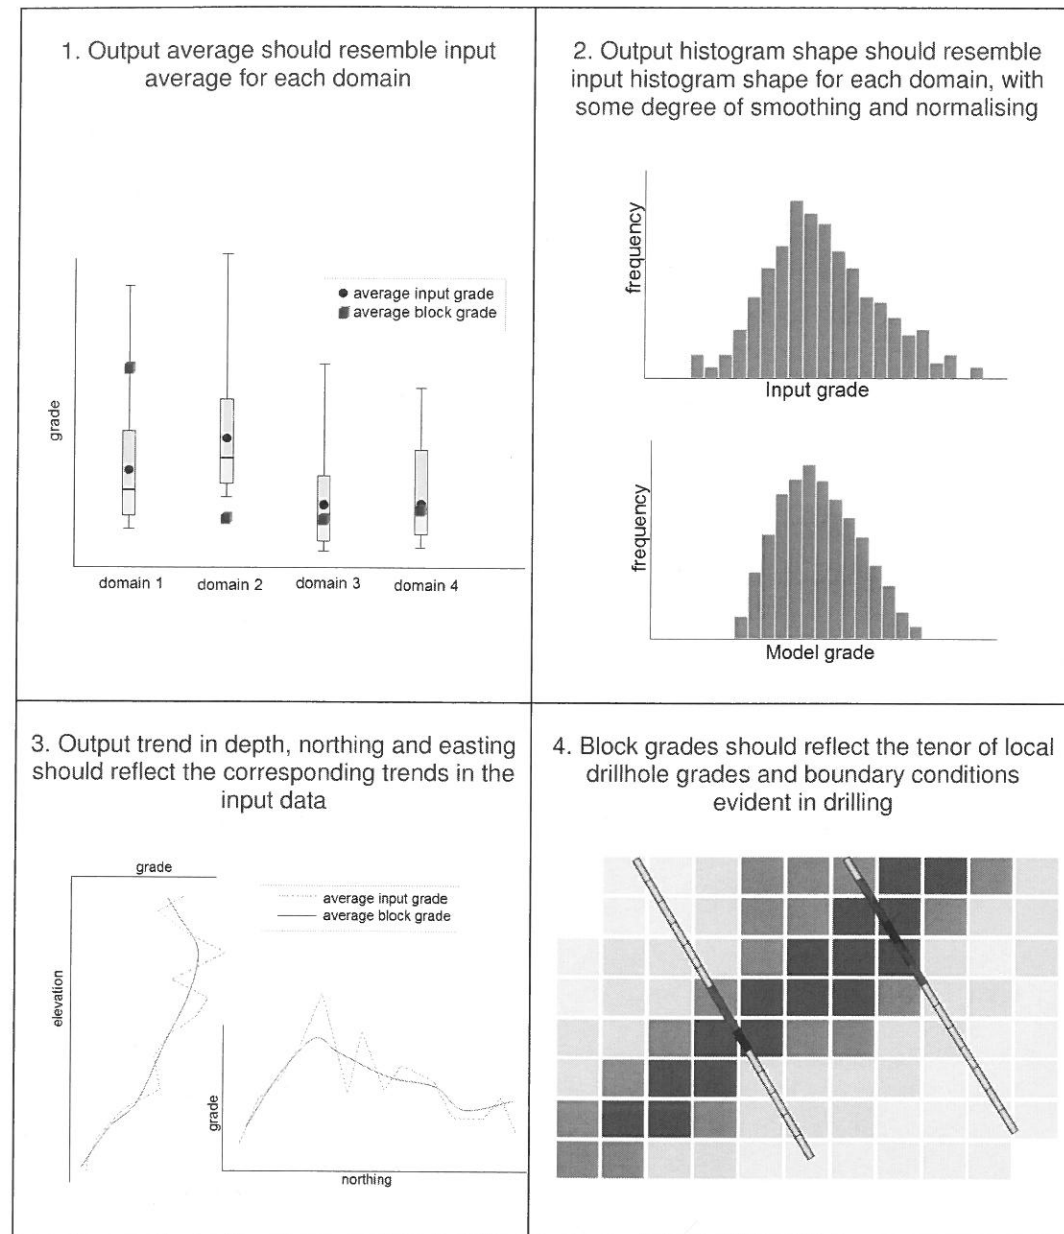 1. Output average should resemble input
average for each domain
average input grade
average block grade
grade
domain 1
domain 2
domain 3
domain 4
2. Output histogram shape should resemble
input histogram shape for each domain, with
some degree of smoothing and normalising
frequency
Input grade
frequency
Model grade
3. Output trend in depth, northing and easting
should reflect the corresponding trends in the
input data
grade
average input grade
average block grade
elevation
grade
northing
4. Block grades should reflect the tenor of local
drillhole grades and boundary conditions
evident in drilling